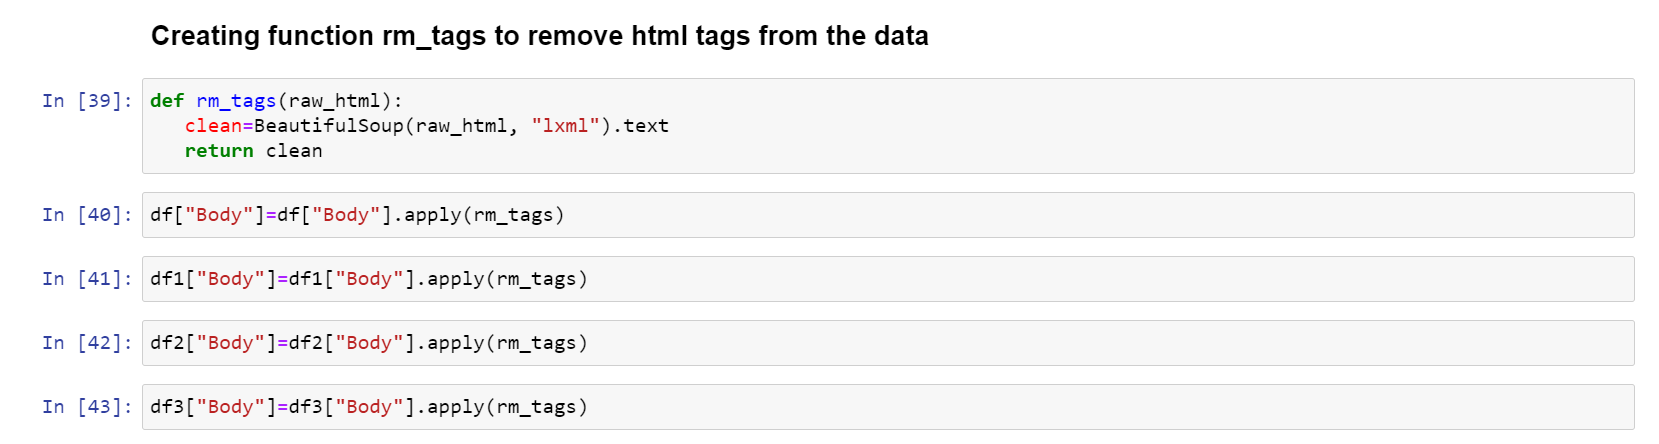 Creating function rm_tags to remove html tags from the data
In [39]: def rm_tags(raw_html):
clean=BeautifulSoup(raw_html, "lxml").text
return clean
In [40]: df["Body"]=df["Body"].apply(rm_tags)
In [41]: df1["Body"]=df1["Body"].apply(rm_tags)
In [42]: df2["Body"]=df2["Body"].apply(rm_tags)
In [43]: df3["Body"]=df3["Body"].apply(rm_tags)